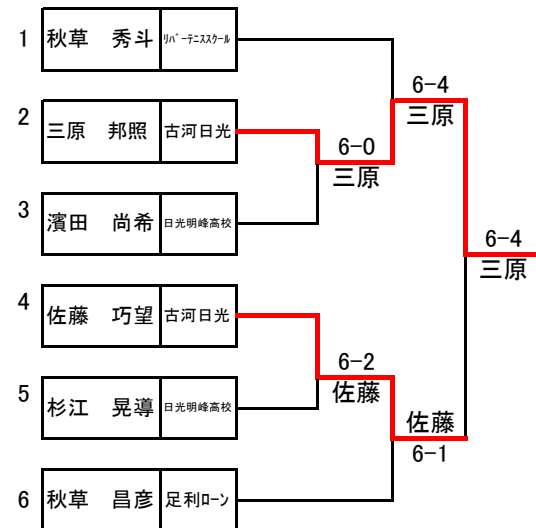 1 秋草 秀斗 リバーテニススクール
6-4
三原
2 三原 邦照 古河日光
6-0
三原
3 濱田 尚希 日光明峰高校
6-4
三原
4 佐藤 巧望 古河日光
6-2
佐藤
5 杉江 晃導 日光明峰高校
佐藤
6-1
6 秋草 昌彦 足利ローン